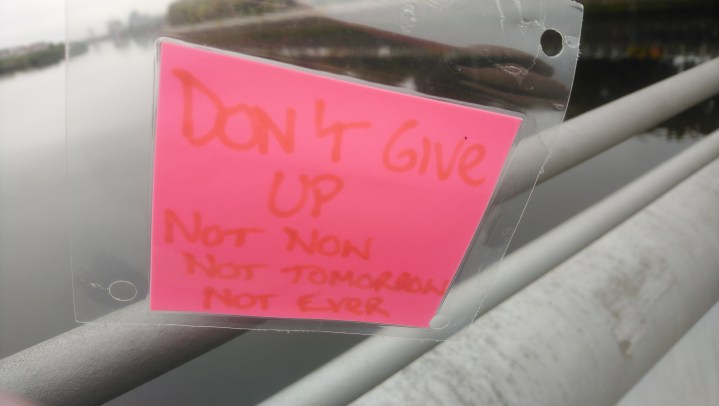 DON'T GIVE
UP
NOT NOW
NOT TOMORROW
NOT EVER